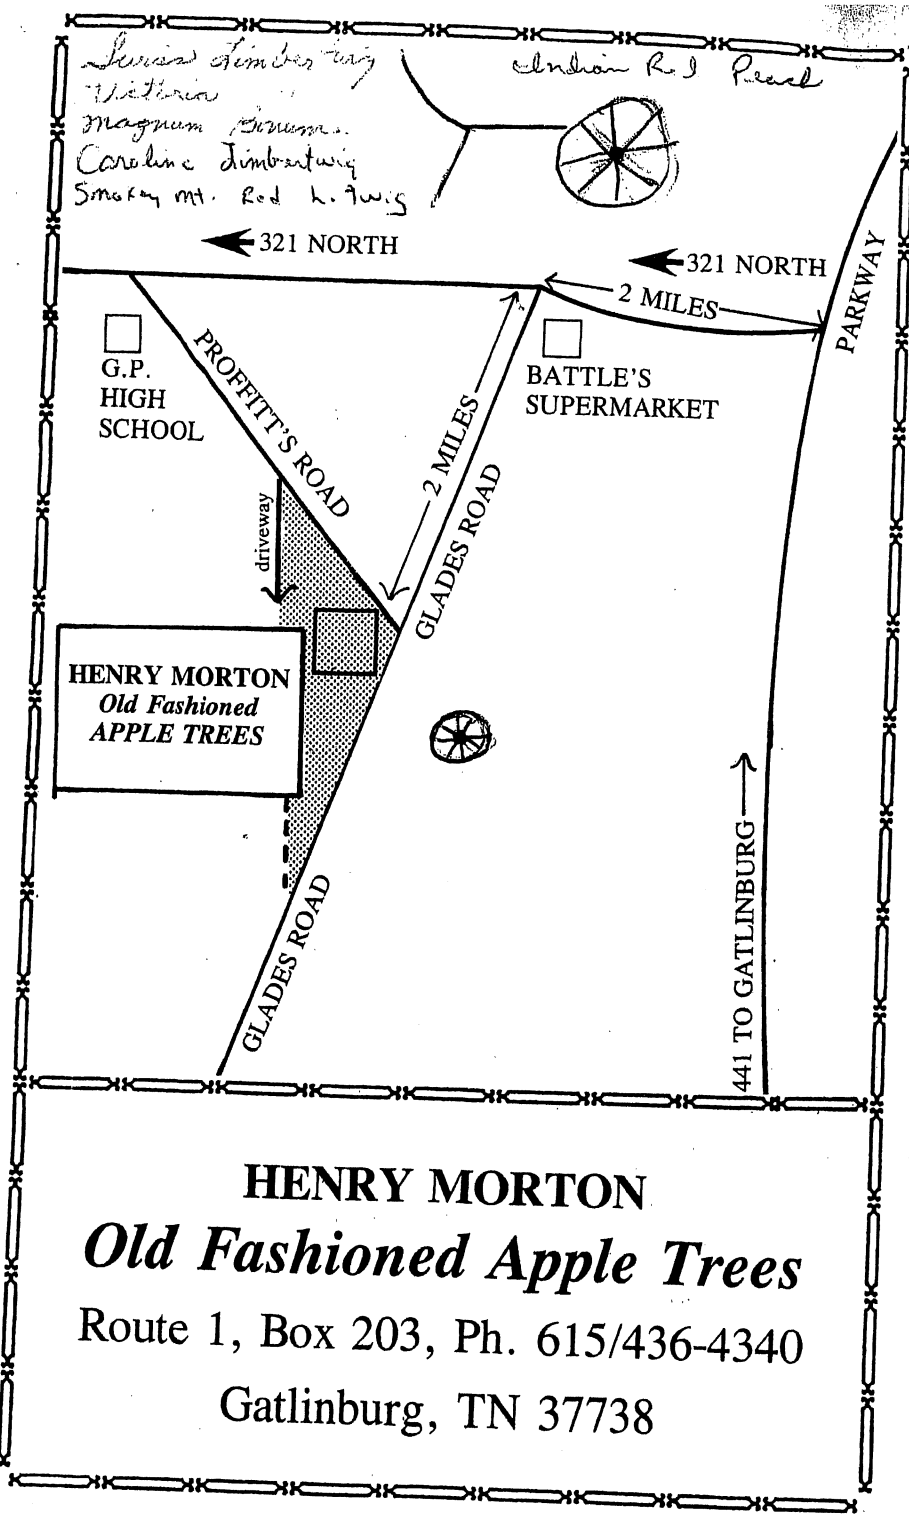 Limbertwig
Indian Red Peach
Victoria
Magnum Bonum
Caroline Limbertwig
Smokey Mt. Red L. Twig
321 NORTH
321 NORTH
2 MILES
PARKWAY
G.P.
HIGH
SCHOOL
PROFFITT'S ROAD
BATTLE'S
SUPERMARKET
2 MILES
GLADES ROAD
driveway
HENRY MORTON
Old Fashioned
APPLE TREES
GLADES ROAD
441 TO GATLINBURG
HENRY MORTON
Old Fashioned Apple Trees
Route 1, Box 203, Ph. 615/436-4340
Gatlinburg, TN 37738